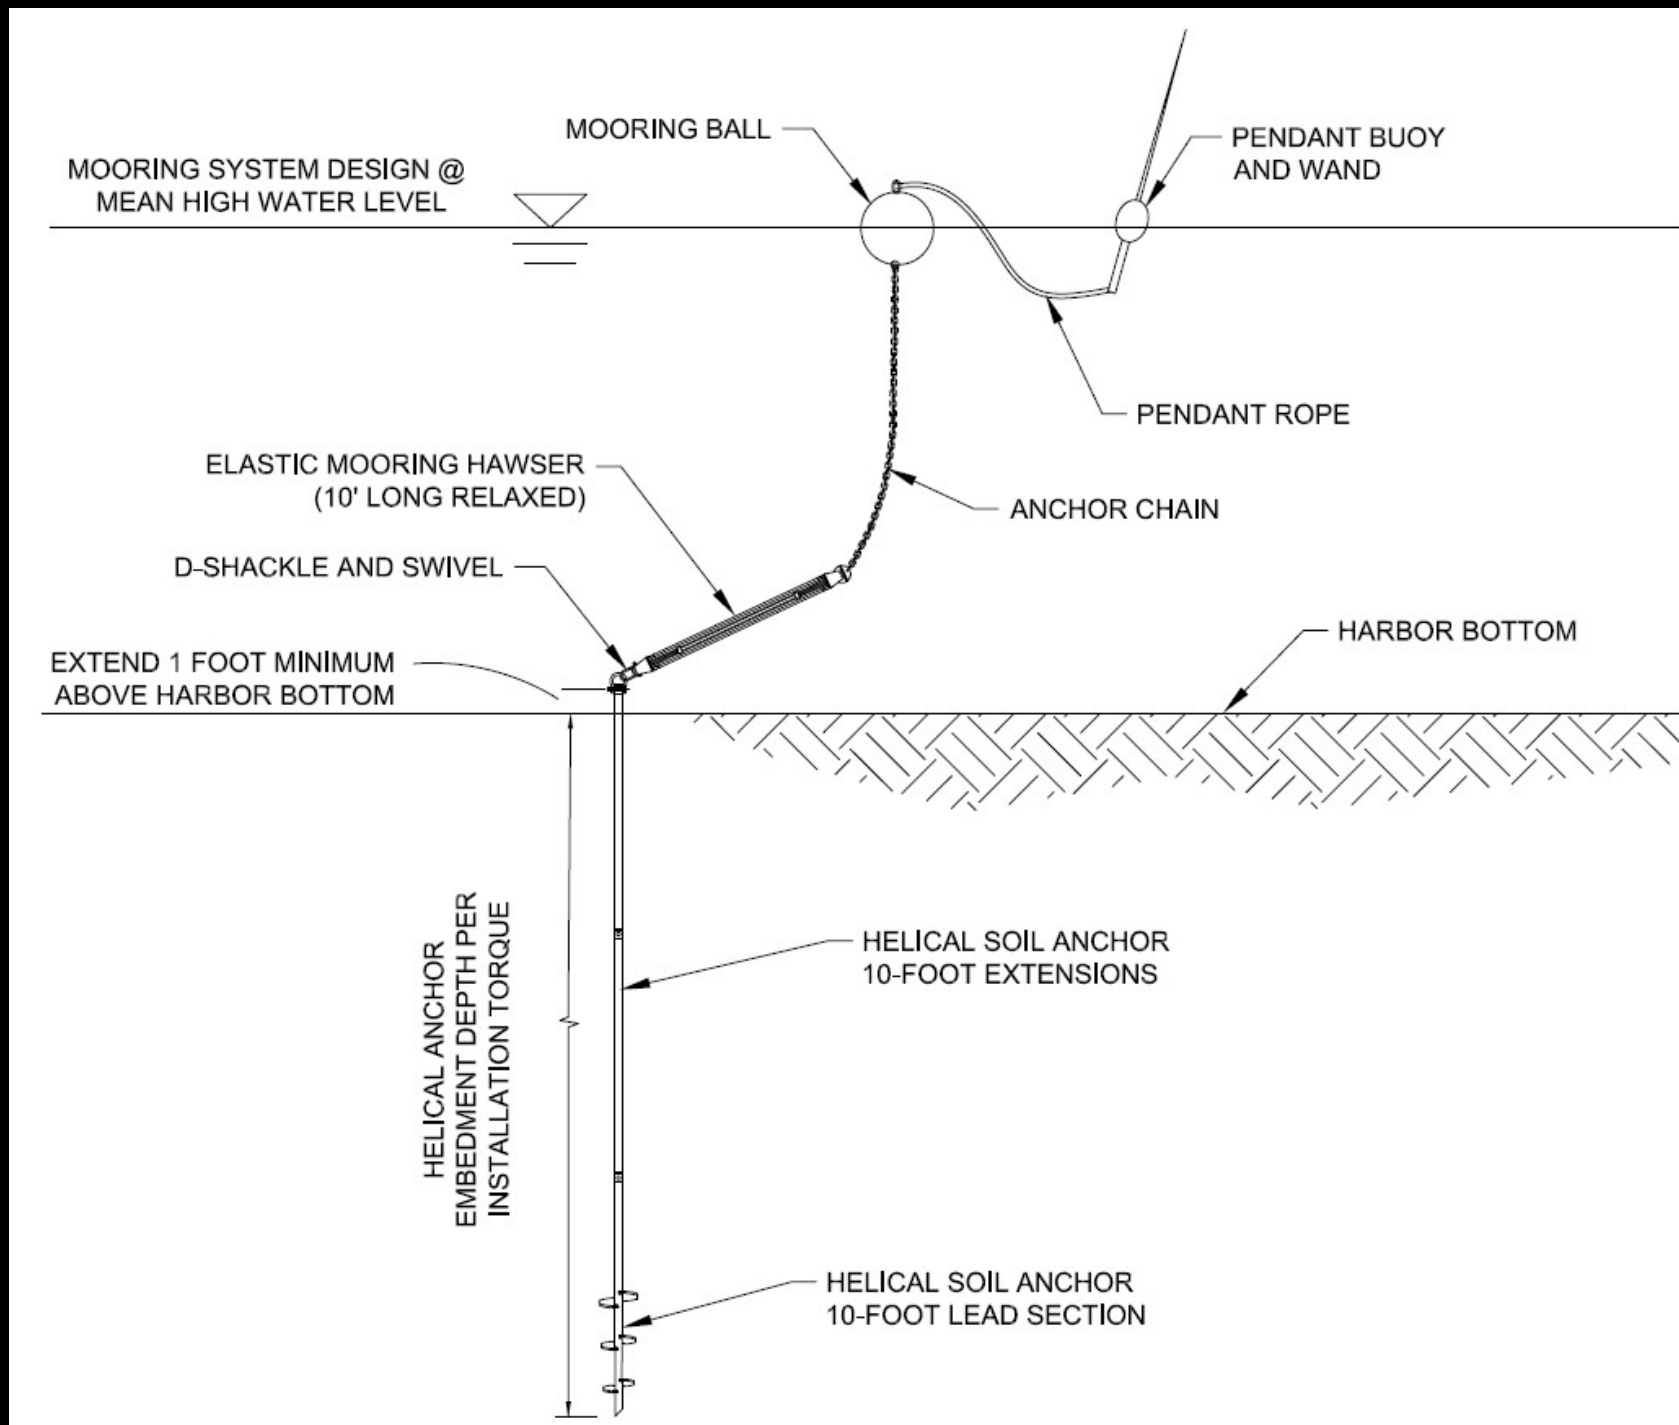 MOORING BALL
PENDANT BUOY
AND WAND
MOORING SYSTEM DESIGN @
MEAN HIGH WATER LEVEL
PENDANT ROPE
ELASTIC MOORING HAWSER
(10' LONG RELAXED)
ANCHOR CHAIN
D-SHACKLE AND SWIVEL
HARBOR BOTTOM
EXTEND 1 FOOT MINIMUM
ABOVE HARBOR BOTTOM
HELICAL ANCHOR
EMBEDMENT DEPTH PER
INSTALLATION TORQUE
HELICAL SOIL ANCHOR
10-FOOT EXTENSIONS
HELICAL SOIL ANCHOR
10-FOOT LEAD SECTION